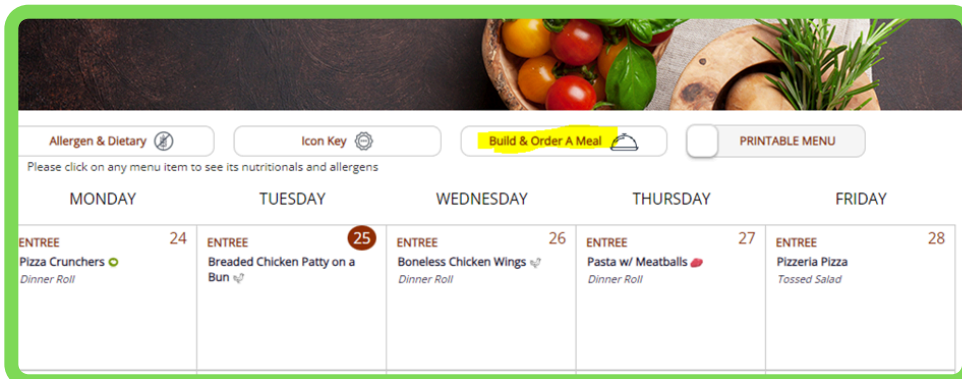 Allergen & Dietary
Icon Key
Build & Order A Meal
PRINTABLE MENU
Please click on any menu item to see its nutritionals and allergens
MONDAY
TUESDAY
WEDNESDAY
THURSDAY
FRIDAY
ENTREE 24
Pizza Crunchers
Dinner Roll
ENTREE 25
Breaded Chicken Patty on a
Bun
ENTREE 26
Boneless Chicken Wings
Dinner Roll
ENTREE 27
Pasta w/ Meatballs
Dinner Roll
ENTREE 28
Pizzeria Pizza
Tossed Salad